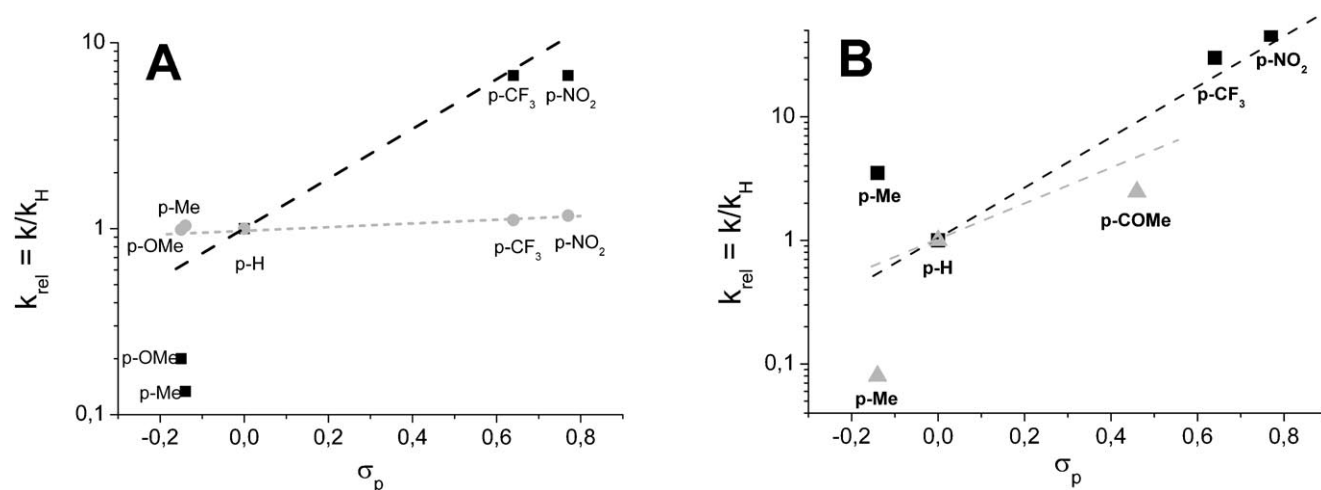 A
10
1
0,1
k_rel = k/k_H
p-Me
p-OMe
p-H
p-CF₃
p-NO₂
p-CF₃
p-NO₂
p-OMe
p-Me
-0,2
0,0
0,2
0,4
0,6
0,8
σ_p
B
10
1
0,1
k_rel = k/k_H
p-NO₂
p-CF₃
p-Me
p-H
p-COMe
p-Me
-0,2
0,0
0,2
0,4
0,6
0,8
σ_p